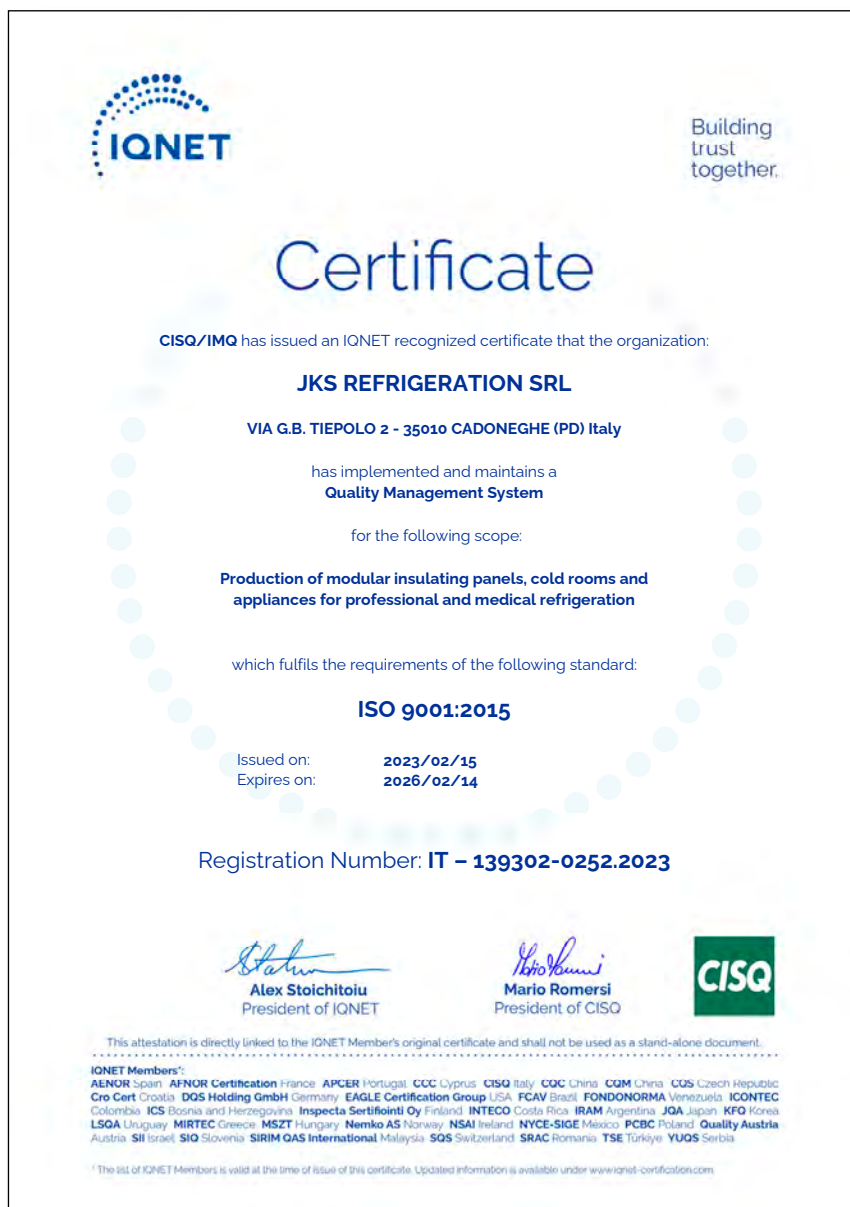 IQNET
Building
trust
together.
Certificate
CISQ/IMQ has issued an IQNET recognized certificate that the organization:
JKS REFRIGERATION SRL
VIA G.B. TIEPOLO 2 - 35010 CADONEGHE (PD) Italy
has implemented and maintains a
Quality Management System
for the following scope:
Production of modular insulating panels, cold rooms and
appliances for professional and medical refrigeration
which fulfils the requirements of the following standard:
ISO 9001:2015
Issued on: 2023/02/15
Expires on: 2026/02/14
Registration Number: IT – 139302-0252.2023
Alex Stoichitoiu
President of IQNET
Mario Romersi
President of CISQ
CISQ
This attestation is directly linked to the IQNET Member's original certificate and shall not be used as a stand-alone document.
IQNET Members*:
AENOR Spain AFNOR Certification France APCER Portugal CCC Cyprus CISQ Italy CQC China CQM China CQS Czech Republic
Cro Cert Croatia DQS Holding GmbH Germany EAGLE Certification Group USA FCAV Brazil FONDONORMA Venezuela ICONTEC
Colombia ICS Bosnia and Herzegovina Inspecta Sertifiointi Oy Finland INTECO Costa Rica IRAM Argentina JQA Japan KFQ Korea
LSQA Uruguay MIRTEC Greece MSZT Hungary Nemko AS Norway NSAI Ireland NYCE-SIGE México PCBC Poland Quality Austria
Austria SII Israel SIQ Slovenia SIRIM QAS International Malaysia SQS Switzerland SRAC Romania TSE Türkiye YUQS Serbia
* The list of IQNET Members is valid at the time of issue of this certificate. Updated information is available under www.iqnet-certification.com